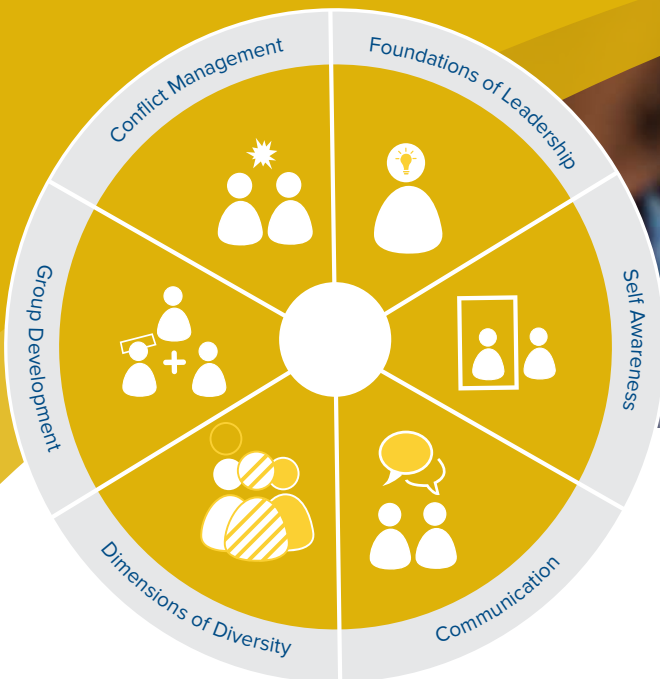 Conflict Management
Foundations of Leadership
Self Awareness
Communication
Dimensions of Diversity
Group Development